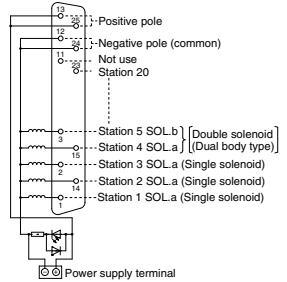 13
25
Positive pole
12
24
Negative pole (common)
11
Not use
23
Station 20
Station 5 SOL.b
3
Double solenoid
Station 4 SOL.a
(Dual body type)
15
Station 3 SOL.a (Single solenoid)
2
Station 2 SOL.a (Single solenoid)
14
Station 1 SOL.a (Single solenoid)
1
Power supply terminal